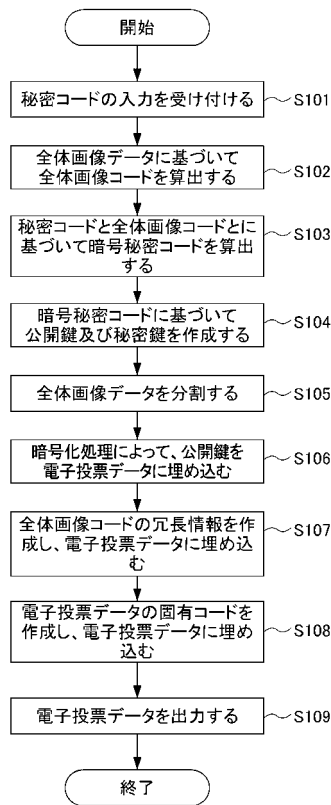 開始
秘密コードの入力を受け付ける
S101
全体画像データに基づいて
全体画像コードを算出する
S102
秘密コードと全体画像コードとに
基づいて暗号秘密コードを算出
する
S103
暗号秘密コードに基づいて
公開鍵及び秘密鍵を作成する
S104
全体画像データを分割する
S105
暗号化処理によって、公開鍵を
電子投票データに埋め込む
S106
全体画像コードの冗長情報を作
成し、電子投票データに埋め込
む
S107
電子投票データの固有コードを
作成し、電子投票データに埋め
込む
S108
電子投票データを出力する
S109
終了